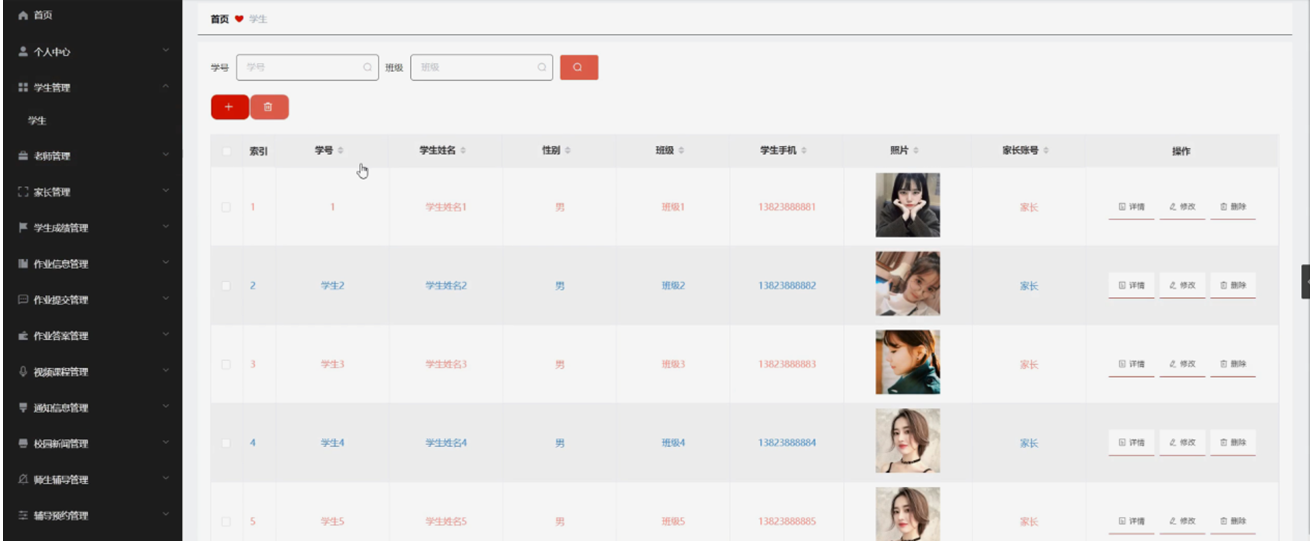 首页
个人中心
学生管理
学生
老师管理
家长管理
学生成绩管理
作业信息管理
作业提交管理
作业答案管理
视频课程管理
通知信息管理
校园新闻管理
师生辅导管理
辅导预约管理
首页 学生
学号 学号 班级 班级
索引 学号 学生姓名 性别 班级 学生手机 照片 家长账号 操作
1 1 学生姓名1 男 班级1 13823888881 家长 详情 修改 删除
2 学生2 学生姓名2 男 班级2 13823888882 家长 详情 修改 删除
3 学生3 学生姓名3 男 班级3 13823888883 家长 详情 修改 删除
4 学生4 学生姓名4 男 班级4 13823888884 家长 详情 修改 删除
5 学生5 学生姓名5 男 班级5 13823888885 家长 详情 修改 删除